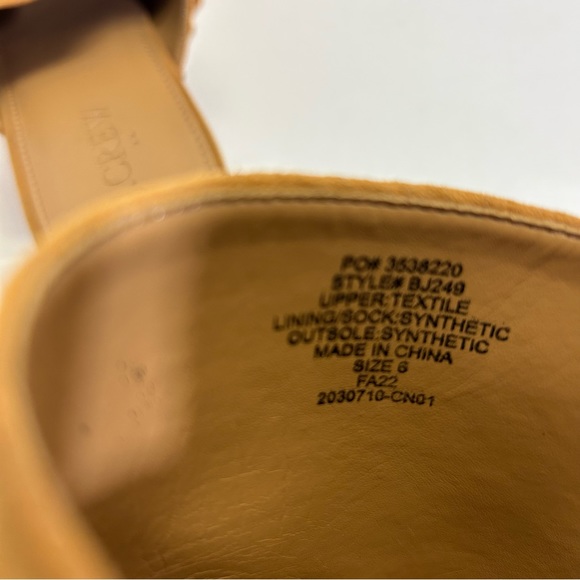 J.CREW
PO# 3538220
STYLE# BJ249
UPPER:TEXTILE
LINING/SOCK:SYNTHETIC
OUTSOLE:SYNTHETIC
MADE IN CHINA
SIZE 6
FA22
2030710-CN01